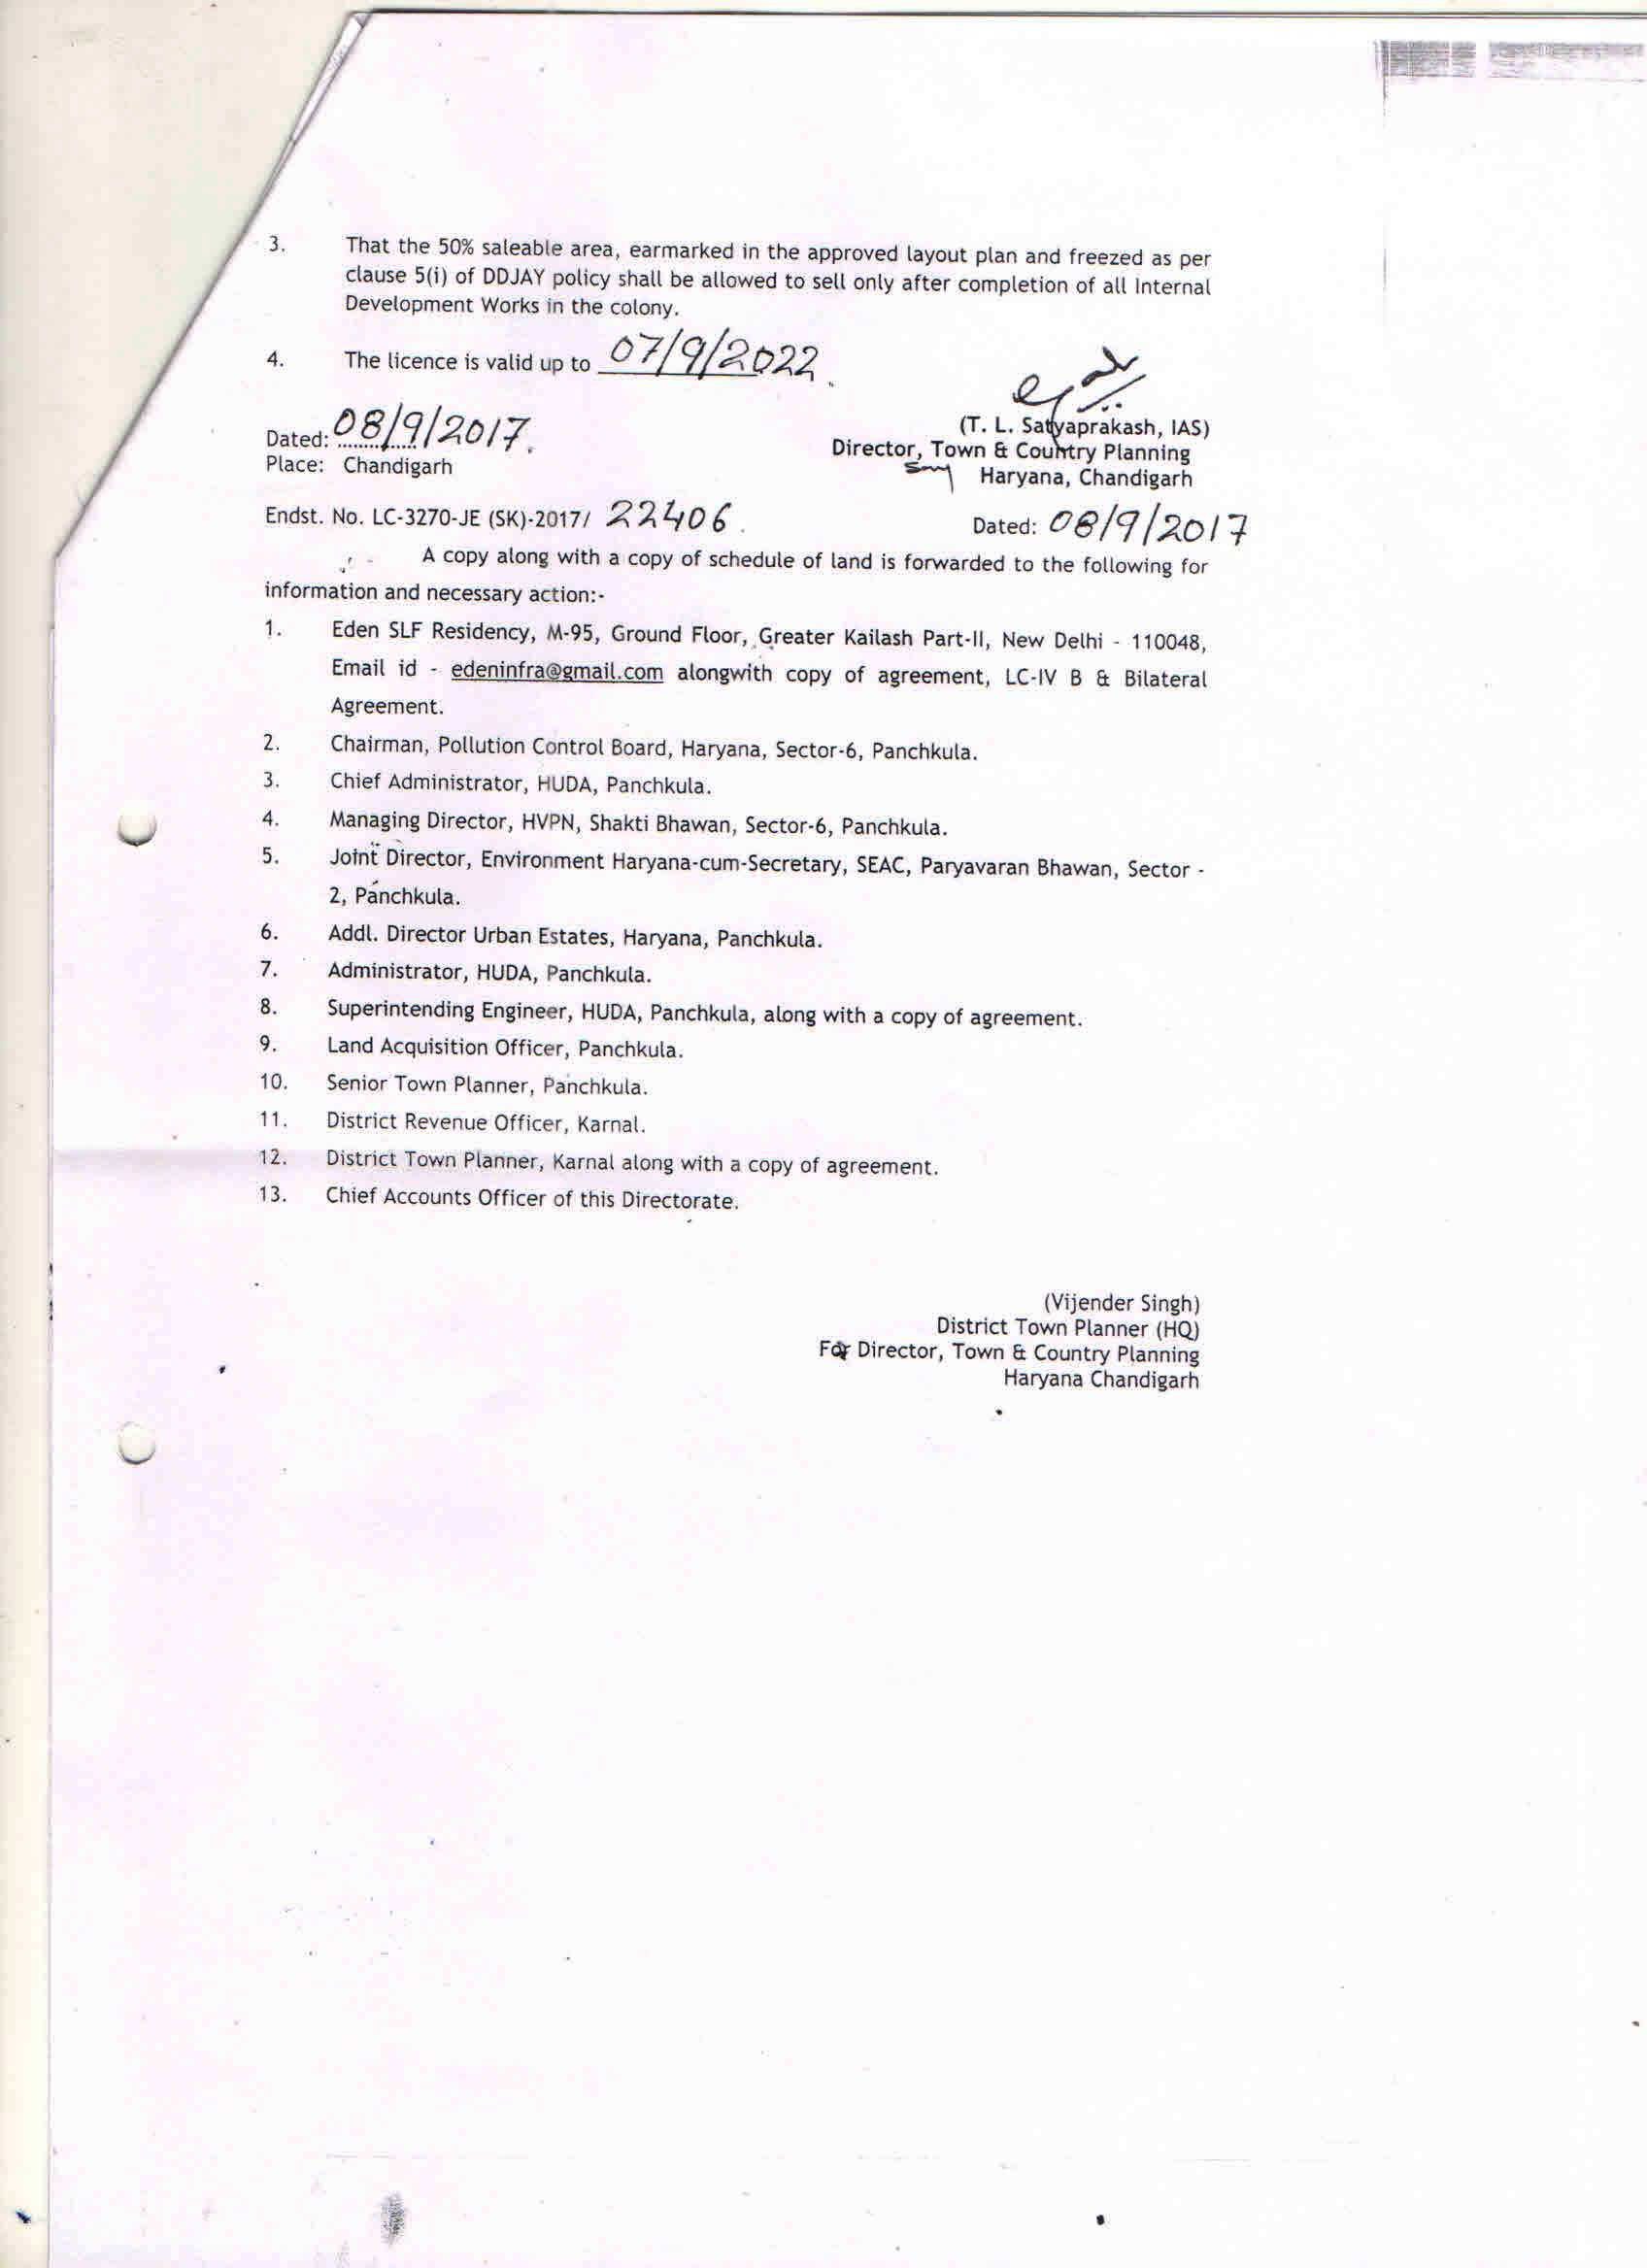 3. That the 50% saleable area, earmarked in the approved layout plan and freezed as per
clause 5(i) of DDJAY policy shall be allowed to sell only after completion of all Internal
Development Works in the colony.
4. The licence is valid up to 07/9/2022.
Dated: 08/9/2017.
Place: Chandigarh
(T. L. Satyaprakash, IAS)
Director, Town & Country Planning
Haryana, Chandigarh
Endst. No. LC-3270-JE (SK)-2017/ 22406. Dated: 08/9/2017
A copy along with a copy of schedule of land is forwarded to the following for
information and necessary action:-
1. Eden SLF Residency, M-95, Ground Floor, Greater Kailash Part-II, New Delhi - 110048,
Email id - edeninfra@gmail.com alongwith copy of agreement, LC-IV B & Bilateral
Agreement.
2. Chairman, Pollution Control Board, Haryana, Sector-6, Panchkula.
3. Chief Administrator, HUDA, Panchkula.
4. Managing Director, HVPN, Shakti Bhawan, Sector-6, Panchkula.
5. Joint Director, Environment Haryana-cum-Secretary, SEAC, Paryavaran Bhawan, Sector -
2, Panchkula.
6. Addl. Director Urban Estates, Haryana, Panchkula.
7. Administrator, HUDA, Panchkula.
8. Superintending Engineer, HUDA, Panchkula, along with a copy of agreement.
9. Land Acquisition Officer, Panchkula.
10. Senior Town Planner, Panchkula.
11. District Revenue Officer, Karnal.
12. District Town Planner, Karnal along with a copy of agreement.
13. Chief Accounts Officer of this Directorate.
(Vijender Singh)
District Town Planner (HQ)
For Director, Town & Country Planning
Haryana Chandigarh